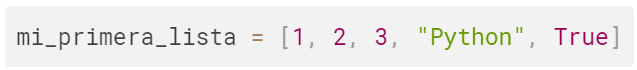 mi_primera_lista = [1, 2, 3, "Python", True]